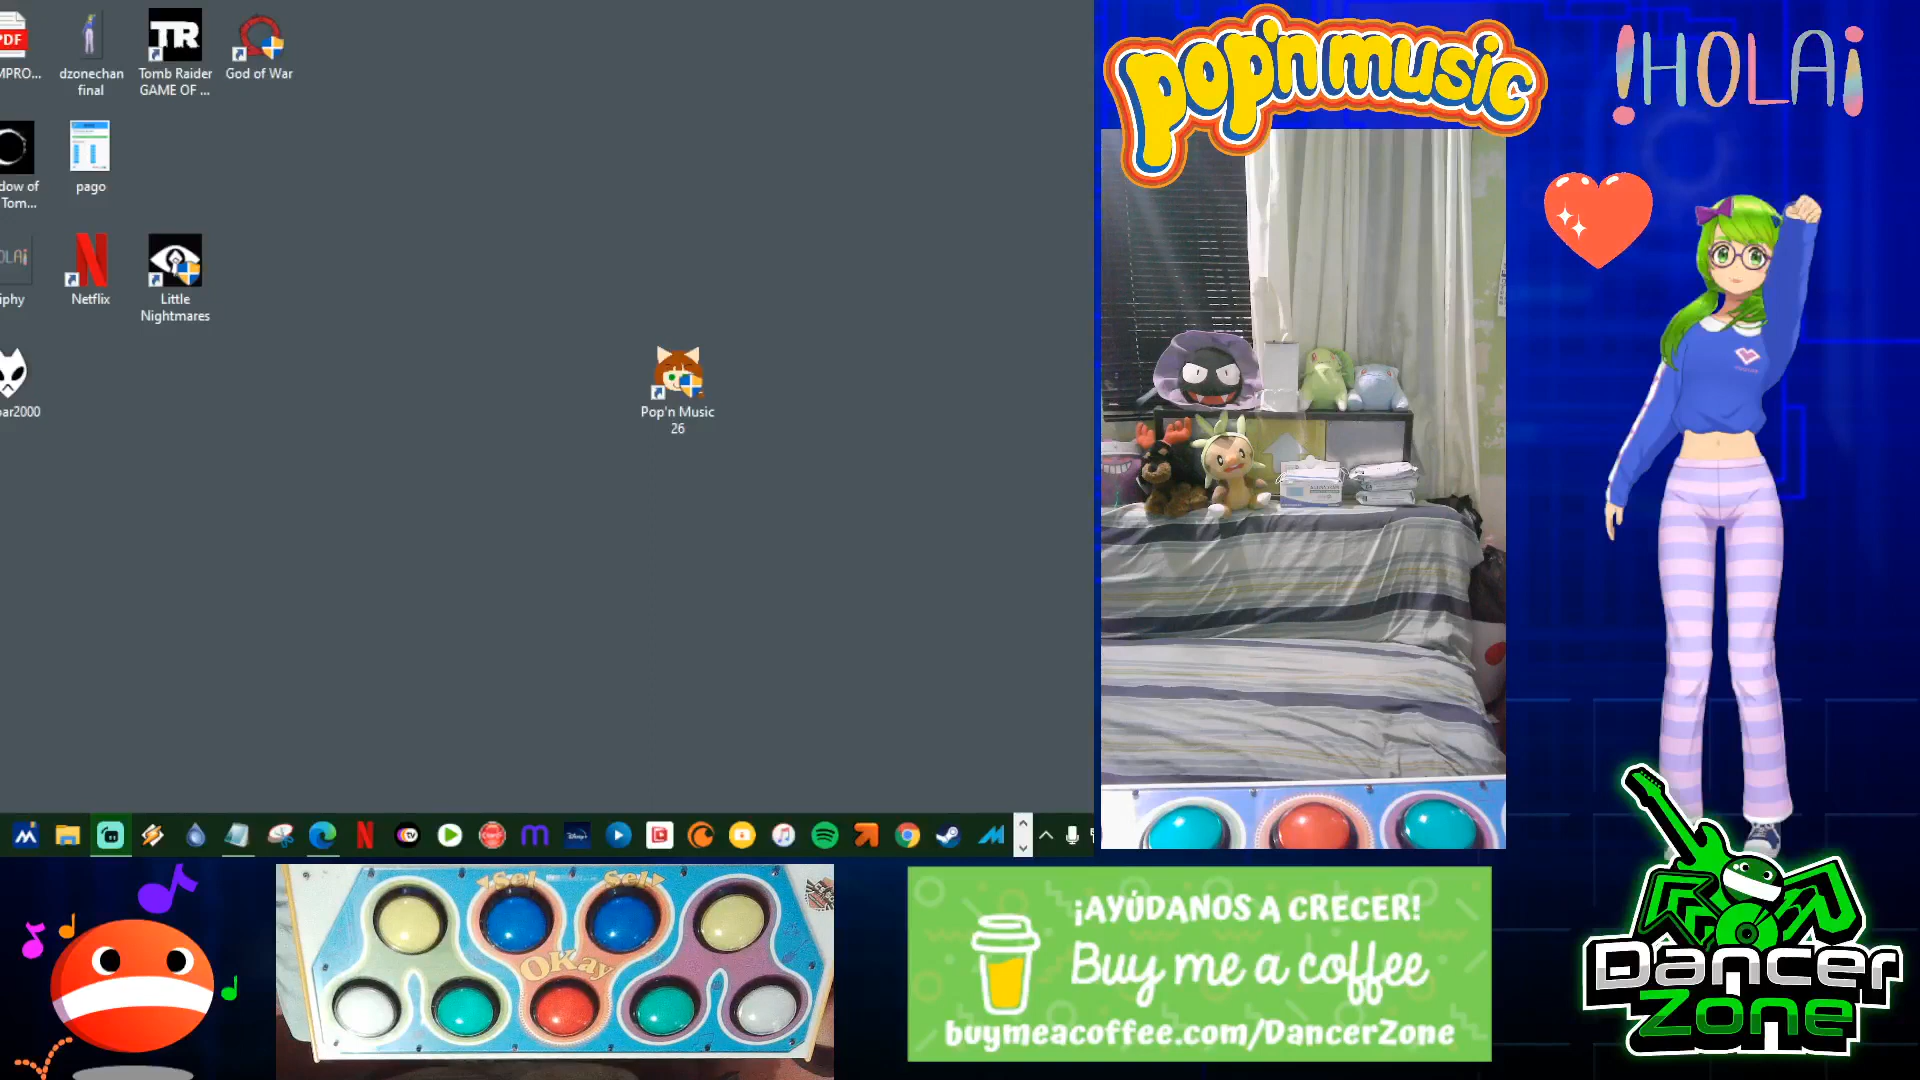 PDF
MPRO...
dzonechan
final
TR
Tomb Raider
GAME OF ...
God of War
dow of
Tom...
pago
OLA¡
iphy
Netflix
Little
Nightmares
bar2000
Pop'n Music
26
pop'n music
!HOLA¡
Sel
Sel
OKay
¡AYÚDANOS A CRECER!
Buy me a coffee
buymeacoffee.com/DancerZone
Dancer
Zone